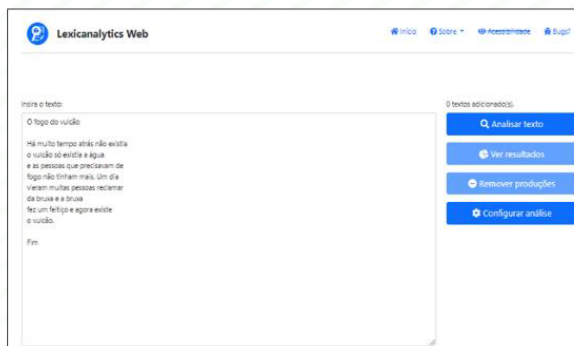 Lexicanalytics Web
Início Sobre Acessibilidade Bugs?
Insira o texto:
0 textos adicionado(s).
O fogo do vulcão
Há muito tempo atrás não existia
o vulcão só existia a água
e as pessoas que precisavam de
fogo não tinham mais. Um dia
vieram muitas pessoas reclamar
da bruxa e a bruxa
fez um feitiço e agora existe
o vulcão.
Fim
Analisar texto
Ver resultados
Remover produções
Configurar análise